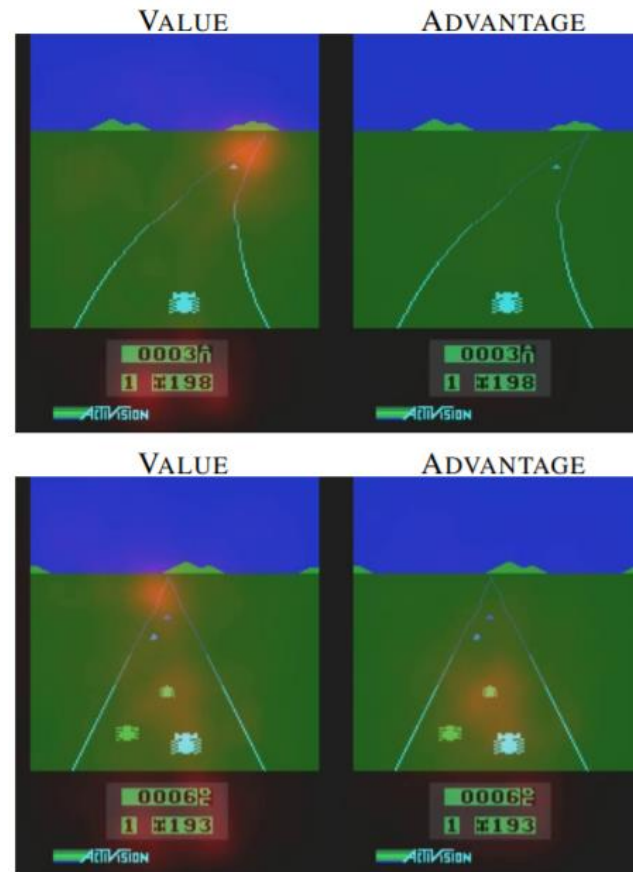 VALUE ADVANTAGE
0003
1 198
ACTIVISION
0003
1 198
ACTIVISION
VALUE ADVANTAGE
0006
1 193
ACTIVISION
0006
1 193
ACTIVISION